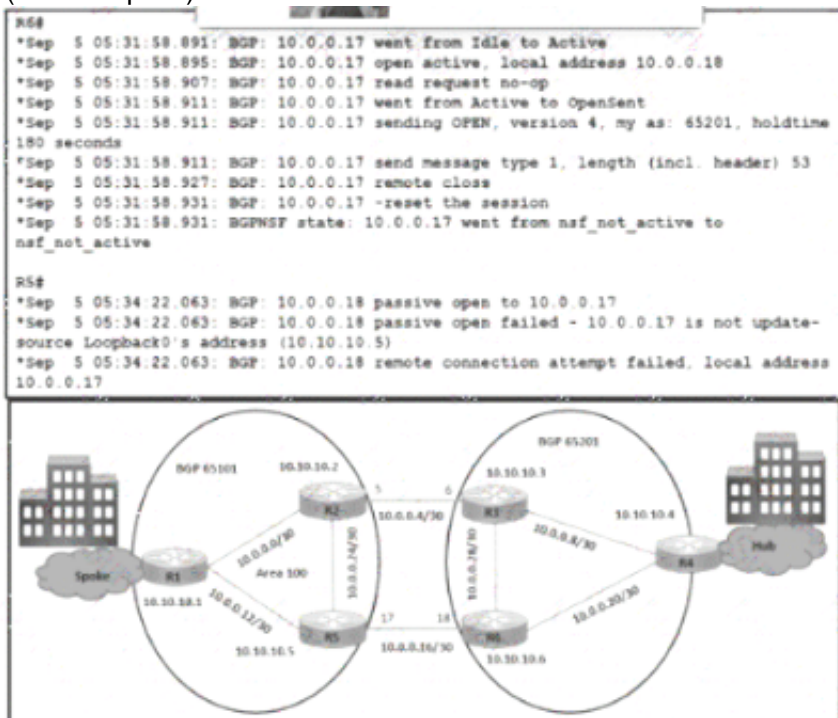 R6#
*Sep 5 05:31:58.891: BGP: 10.0.0.17 went from Idle to Active
*Sep 5 05:31:58.895: BGP: 10.0.0.17 open active, local address 10.0.0.18
*Sep 5 05:31:58.907: BGP: 10.0.0.17 read request no-op
*Sep 5 05:31:58.911: BGP: 10.0.0.17 went from Active to OpenSent
*Sep 5 05:31:58.911: BGP: 10.0.0.17 sending OPEN, version 4, my as: 65201, holdtime
180 seconds
*Sep 5 05:31:58.911: BGP: 10.0.0.17 send message type 1, length (incl. header) 53
*Sep 5 05:31:58.927: BGP: 10.0.0.17 remote close
*Sep 5 05:31:58.931: BGP: 10.0.0.17 -reset the session
*Sep 5 05:31:58.931: BGPNSF state: 10.0.0.17 went from nsf_not_active to
nsf_not_active
R5#
*Sep 5 05:34:22.063: BGP: 10.0.0.18 passive open to 10.0.0.17
*Sep 5 05:34:22.063: BGP: 10.0.0.18 passive open failed - 10.0.0.17 is not update-
source Loopback0's address (10.10.10.5)
*Sep 5 05:34:22.063: BGP: 10.0.0.18 remote connection attempt failed, local address
10.0.0.17
BGP 65101
10.10.10.2
BGP 65201
10.10.10.3
5
6
R2
R3
10.0.0.4/30
10.10.10.4
10.0.0.0/30
10.0.0.24/30
10.0.0.28/30
10.0.0.8/30
Hub
Spoke
R1
Area 100
R4
10.10.10.1
10.0.0.12/30
10.0.0.20/30
17
18
R5
R6
10.10.10.5
10.0.0.16/30
10.10.10.6